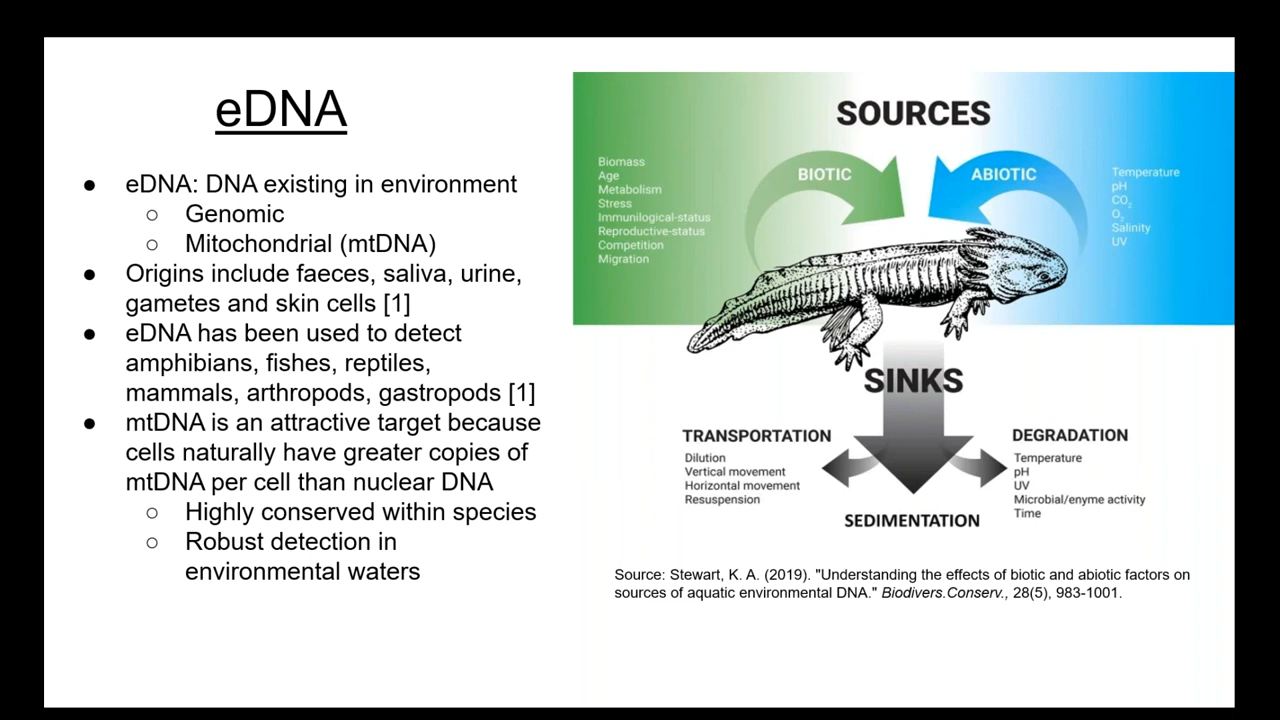 eDNA
● eDNA: DNA existing in environment
○ Genomic
○ Mitochondrial (mtDNA)
● Origins include faeces, saliva, urine,
gametes and skin cells [1]
● eDNA has been used to detect
amphibians, fishes, reptiles,
mammals, arthropods, gastropods [1]
● mtDNA is an attractive target because
cells naturally have greater copies of
mtDNA per cell than nuclear DNA
○ Highly conserved within species
○ Robust detection in
environmental waters
SOURCES
BIOTIC
ABIOTIC
Biomass
Age
Metabolism
Stress
Immunilogical-status
Reproductive-status
Competition
Migration
Temperature
pH
CO₂
O₂
Salinity
UV
SINKS
TRANSPORTATION
Dilution
Vertical movement
Horizontal movement
Resuspension
DEGRADATION
Temperature
pH
UV
Microbial/enyme activity
Time
SEDIMENTATION
Source: Stewart, K. A. (2019). "Understanding the effects of biotic and abiotic factors on
sources of aquatic environmental DNA." Biodivers.Conserv., 28(5), 983-1001.